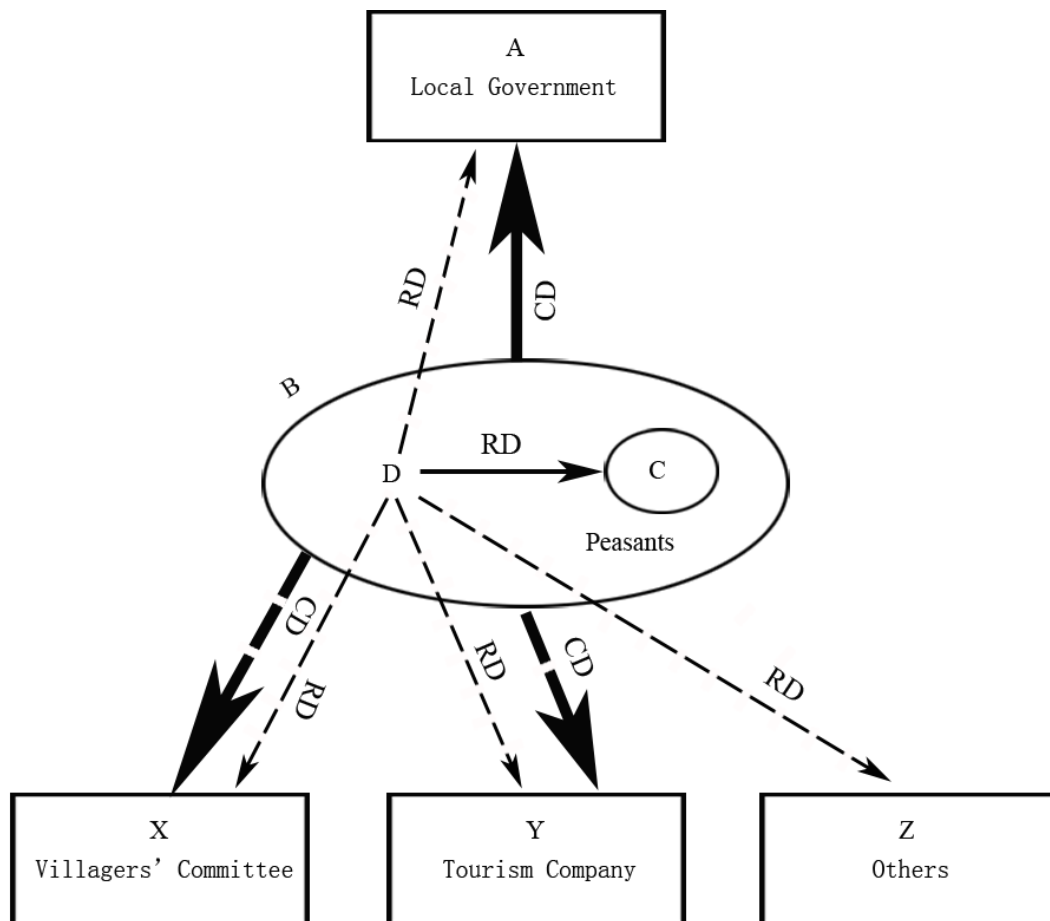 A
Local Government
RD
CD
B
RD
D
C
Peasants
CD
RD
RD
CD
RD
X
Villagers' Committee
Y
Tourism Company
Z
Others